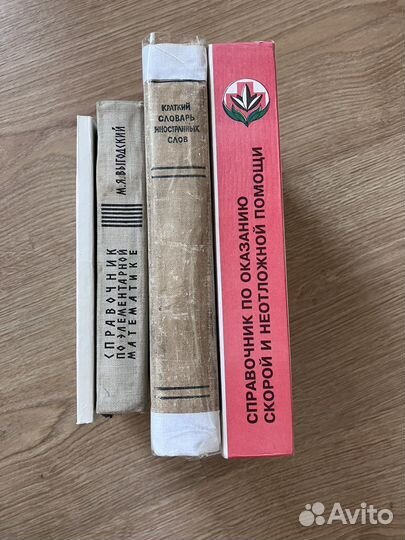 М.Я.ВЫГОДСКИЙ
СПРАВОЧНИК
ПО ЭЛЕМЕНТАРНОЙ
МАТЕМАТИКЕ
КРАТКИЙ
СЛОВАРЬ
ИНОСТРАННЫХ
СЛОВ
СПРАВОЧНИК ПО ОКАЗАНИЮ
СКОРОЙ И НЕОТЛОЖНОЙ ПОМОЩИ
Avito